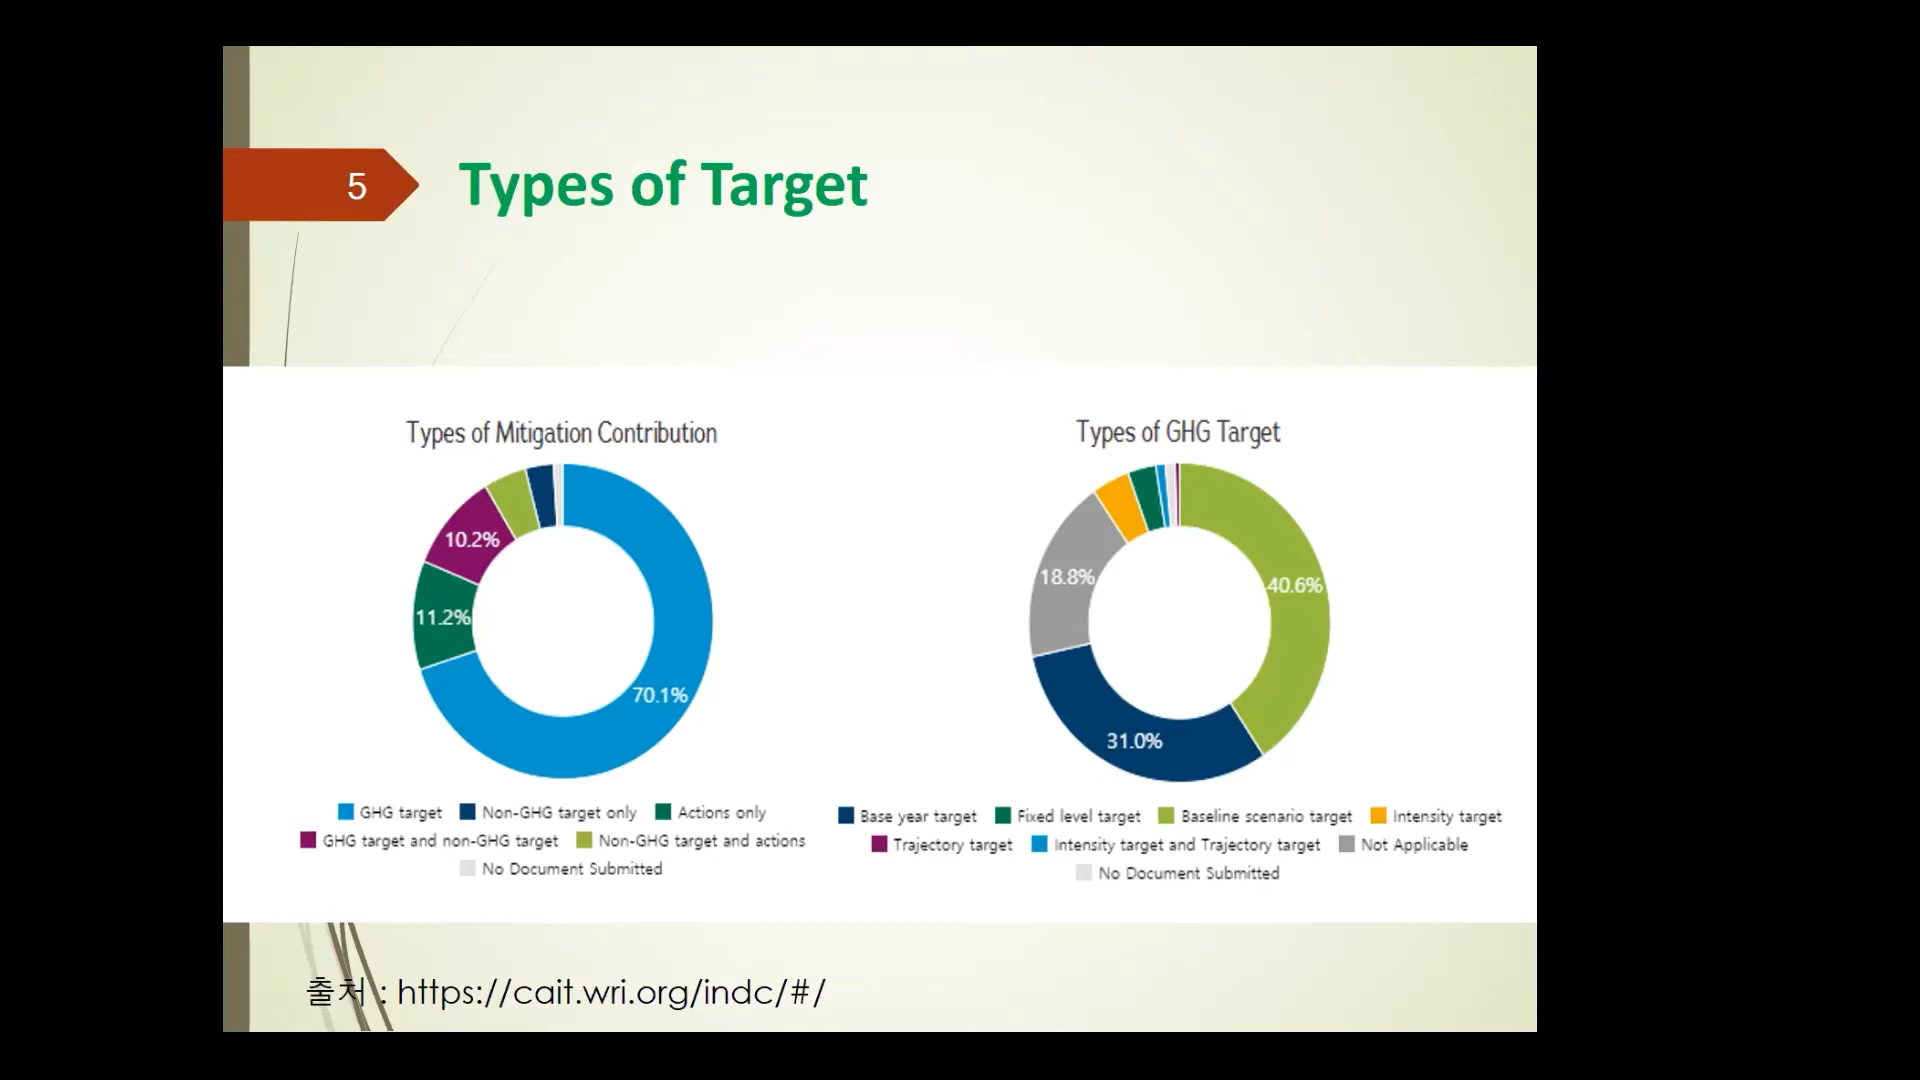 5
Types of Target
Types of Mitigation Contribution
10.2%
11.2%
70.1%
GHG target Non-GHG target only Actions only
GHG target and non-GHG target Non-GHG target and actions
No Document Submitted
Types of GHG Target
18.8%
40.6%
31.0%
Base year target Fixed level target Baseline scenario target Intensity target
Trajectory target Intensity target and Trajectory target Not Applicable
No Document Submitted
출처 : https://cait.wri.org/indc/#/